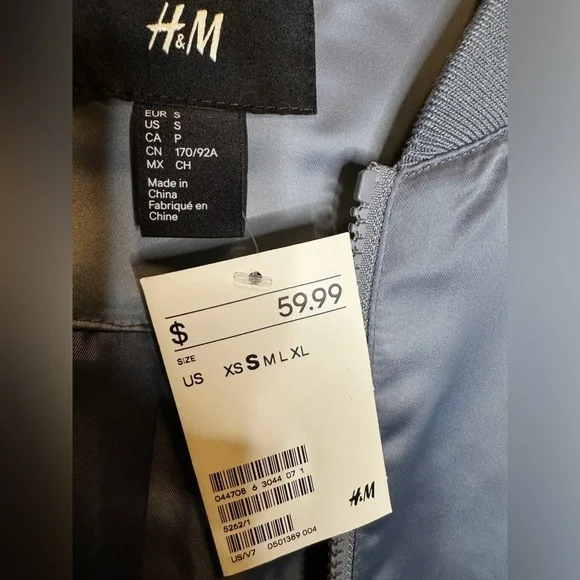 H&M
EUR S
US S
CA P
CN 170/92A
MX CH
Made in
China
Fabriqué en
Chine
$ 59.99
SIZE
US XS S M L XL
044708 6 3044 07 1
5262/1
H&M
US/V7 0501389 004